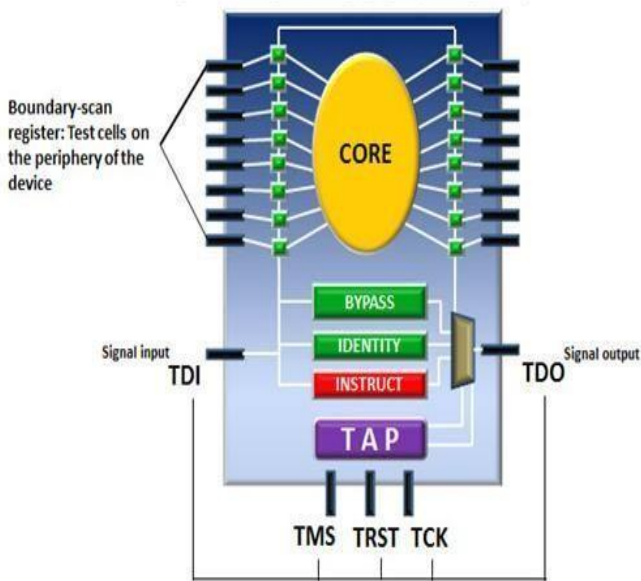 Boundary-scan
register: Test cells on
the periphery of the
device
CORE
BYPASS
IDENTITY
INSTRUCT
TAP
Signal input
TDI
Signal output
TDO
TMS TRST TCK